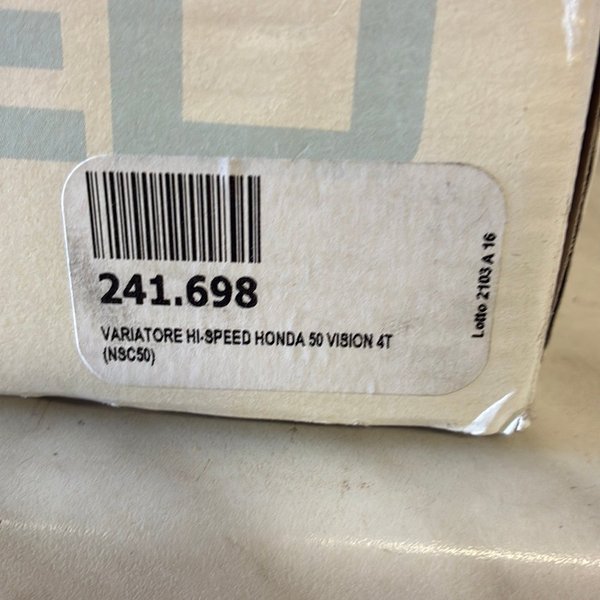 241.698
VARIATORE HI-SPEED HONDA 50 VISION 4T
(NSC50)
Lotto 2103 A 16